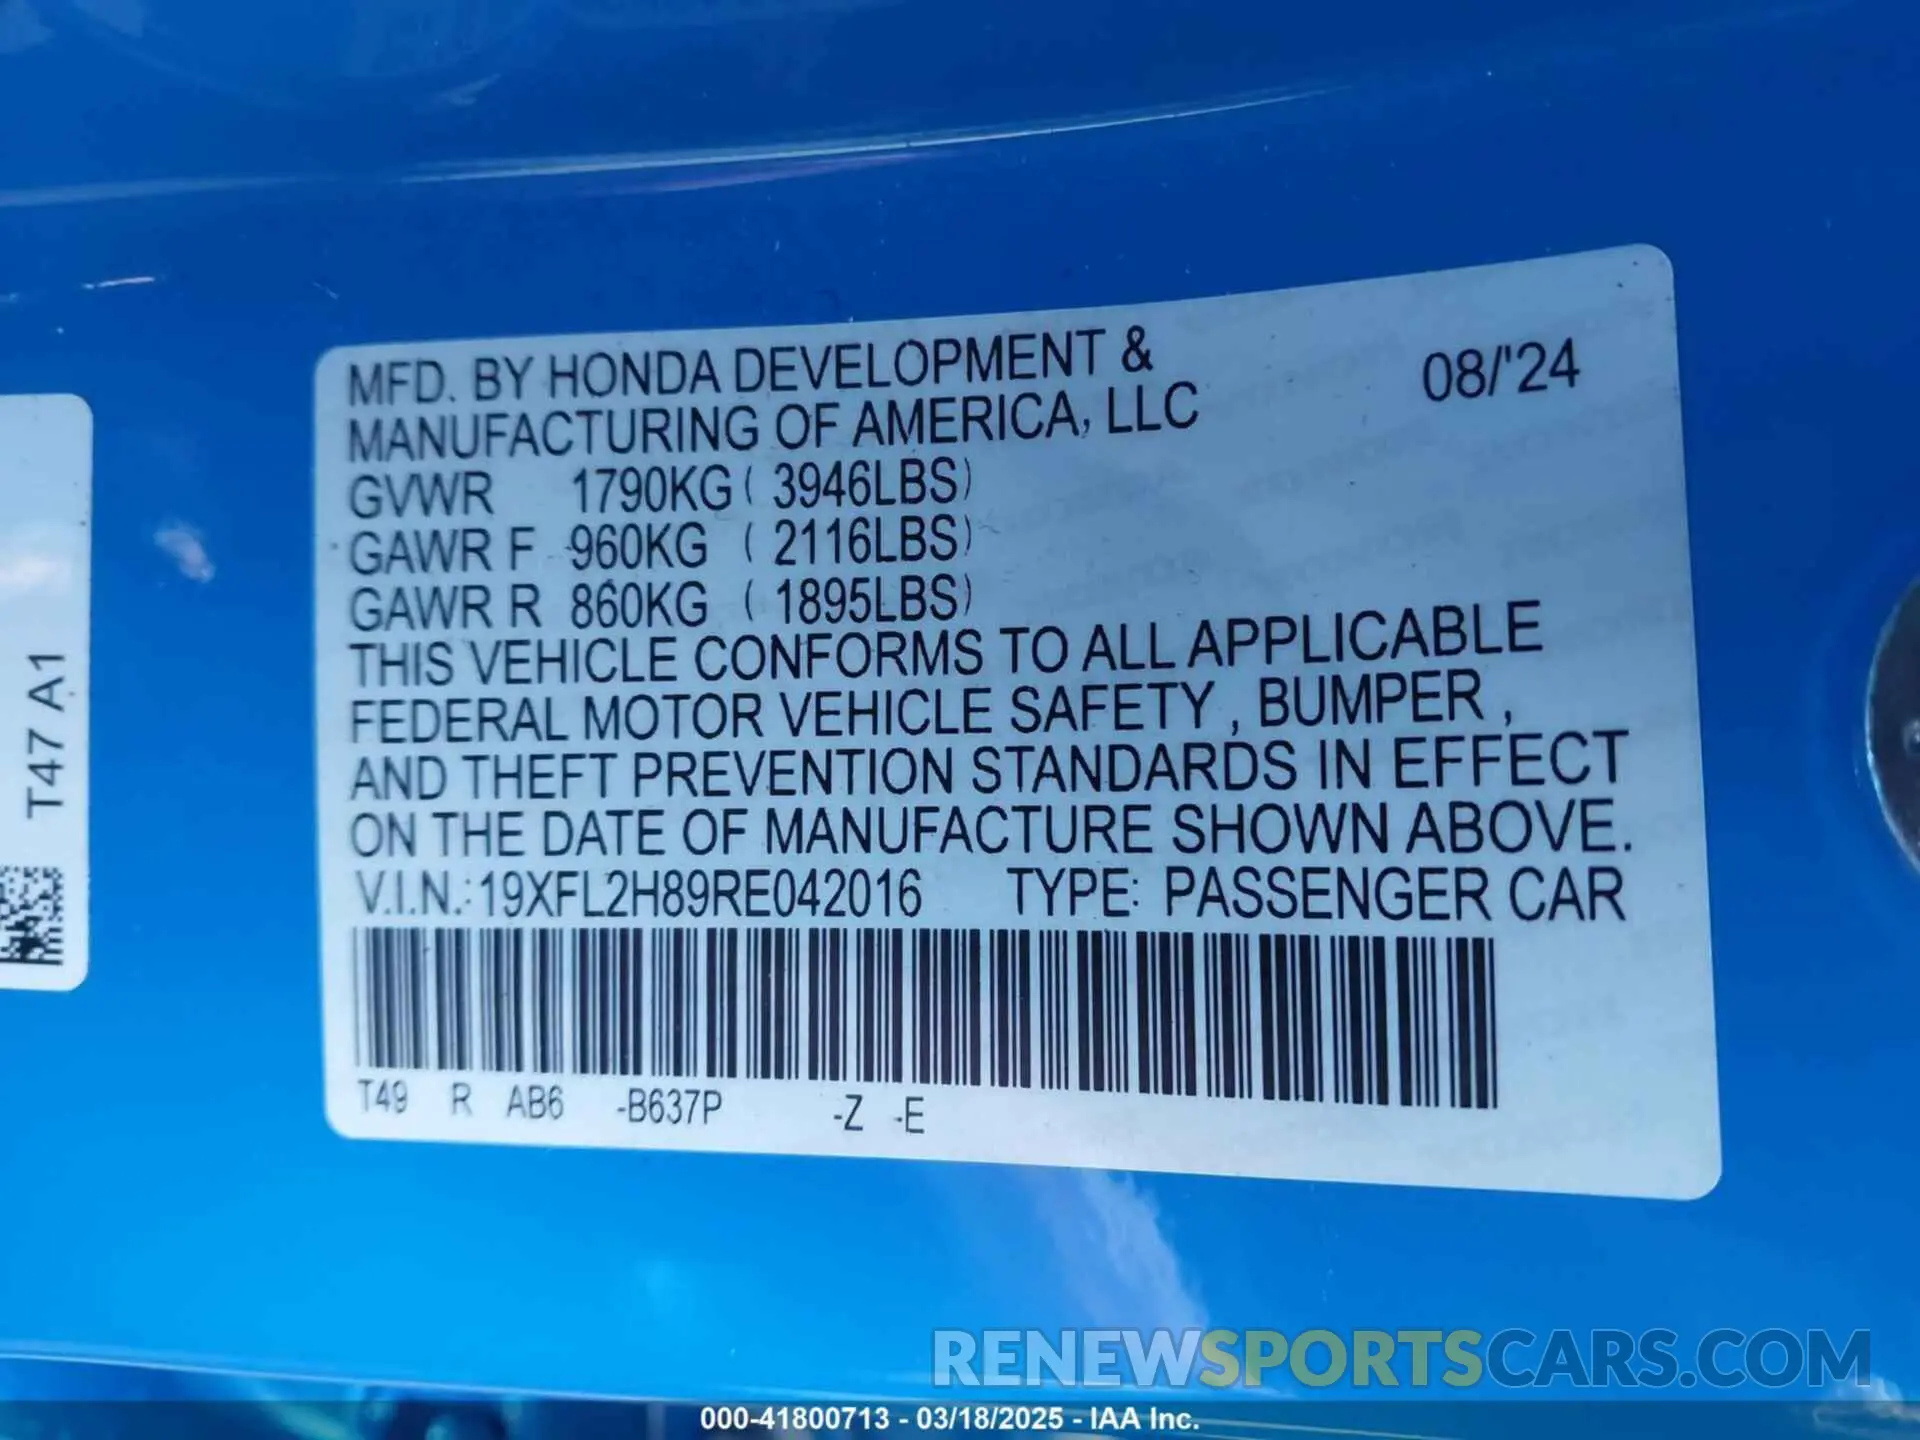 MFD. BY HONDA DEVELOPMENT &
MANUFACTURING OF AMERICA, LLC
08/'24
GVWR 1790KG ( 3946LBS)
GAWR F 960KG ( 2116LBS)
GAWR R 860KG ( 1895LBS)
THIS VEHICLE CONFORMS TO ALL APPLICABLE
FEDERAL MOTOR VEHICLE SAFETY , BUMPER ,
AND THEFT PREVENTION STANDARDS IN EFFECT
ON THE DATE OF MANUFACTURE SHOWN ABOVE.
V.I.N.: 19XFL2H89RE042016 TYPE: PASSENGER CAR
T49 R AB6 -B637P -Z -E
T47 A1
RENEWSPORTSCARS.COM
000-41800713 - 03/18/2025 - IAA Inc.